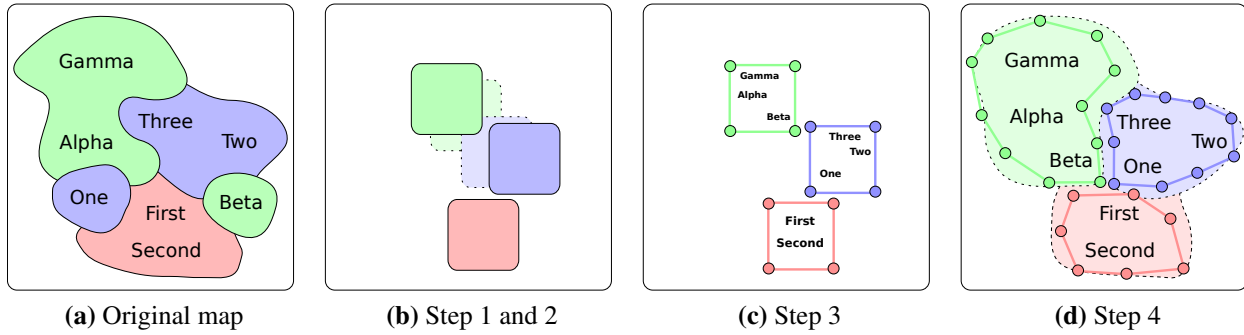 Gamma
Alpha
Three
Two
One
Beta
First
Second
(a) Original map
(b) Step 1 and 2
Gamma
Alpha
Beta
Three
Two
One
First
Second
(c) Step 3
Gamma
Alpha
Beta
Three
Two
One
First
Second
(d) Step 4